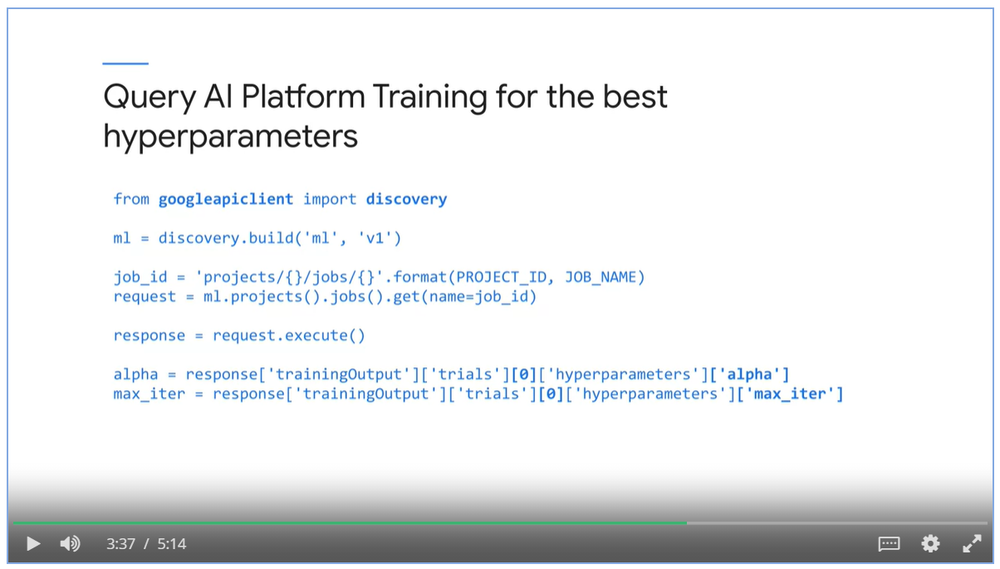 Query AI Platform Training for the best
hyperparameters
from googleapiclient import discovery
ml = discovery.build('ml', 'v1')
job_id = 'projects/{}/jobs/{}'.format(PROJECT_ID, JOB_NAME)
request = ml.projects().jobs().get(name=job_id)
response = request.execute()
alpha = response['trainingOutput']['trials'][0]['hyperparameters']['alpha']
max_iter = response['trainingOutput']['trials'][0]['hyperparameters']['max_iter']
3:37 / 5:14